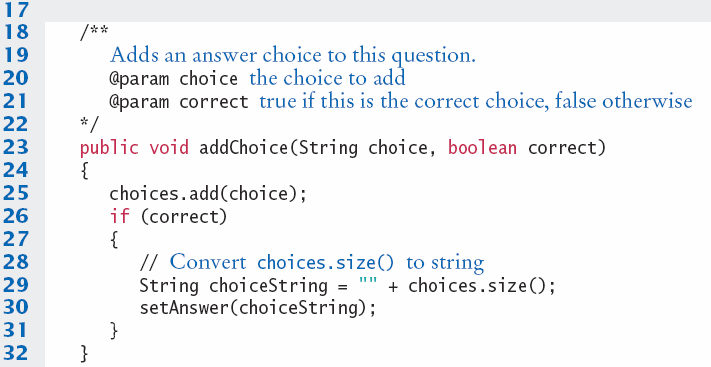 17
18 /**
19 Adds an answer choice to this question.
20 @param choice the choice to add
21 @param correct true if this is the correct choice, false otherwise
22 */
23 public void addChoice(String choice, boolean correct)
24 {
25 choices.add(choice);
26 if (correct)
27 {
28 // Convert choices.size() to string
29 String choiceString = "" + choices.size();
30 setAnswer(choiceString);
31 }
32 }